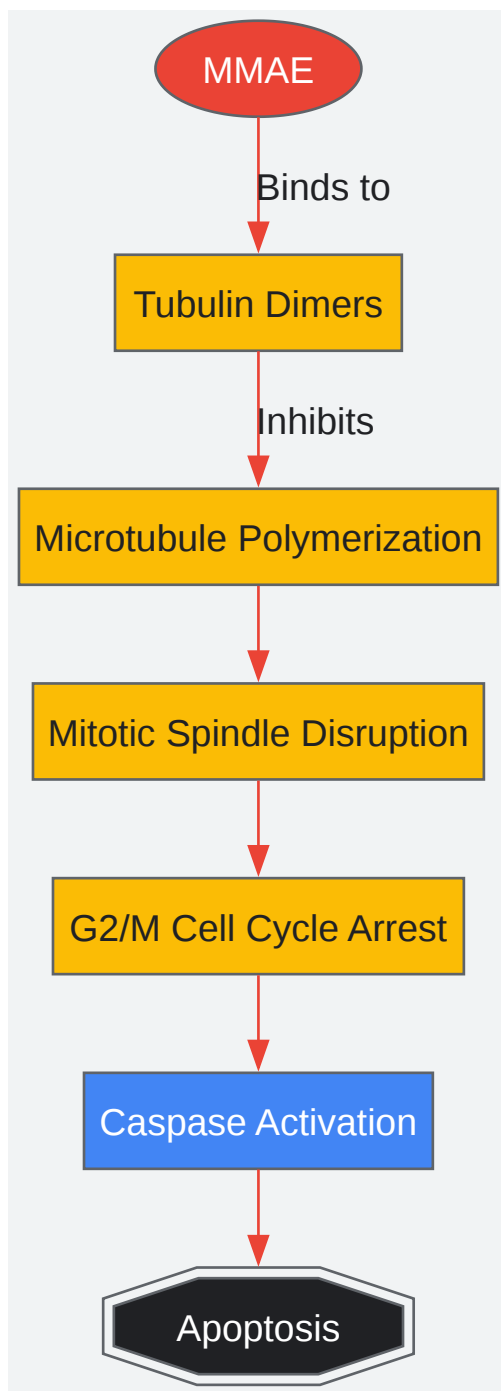 MMAE
Binds to
Tubulin Dimers
Inhibits
Microtubule Polymerization
Mitotic Spindle Disruption
G2/M Cell Cycle Arrest
Caspase Activation
Apoptosis